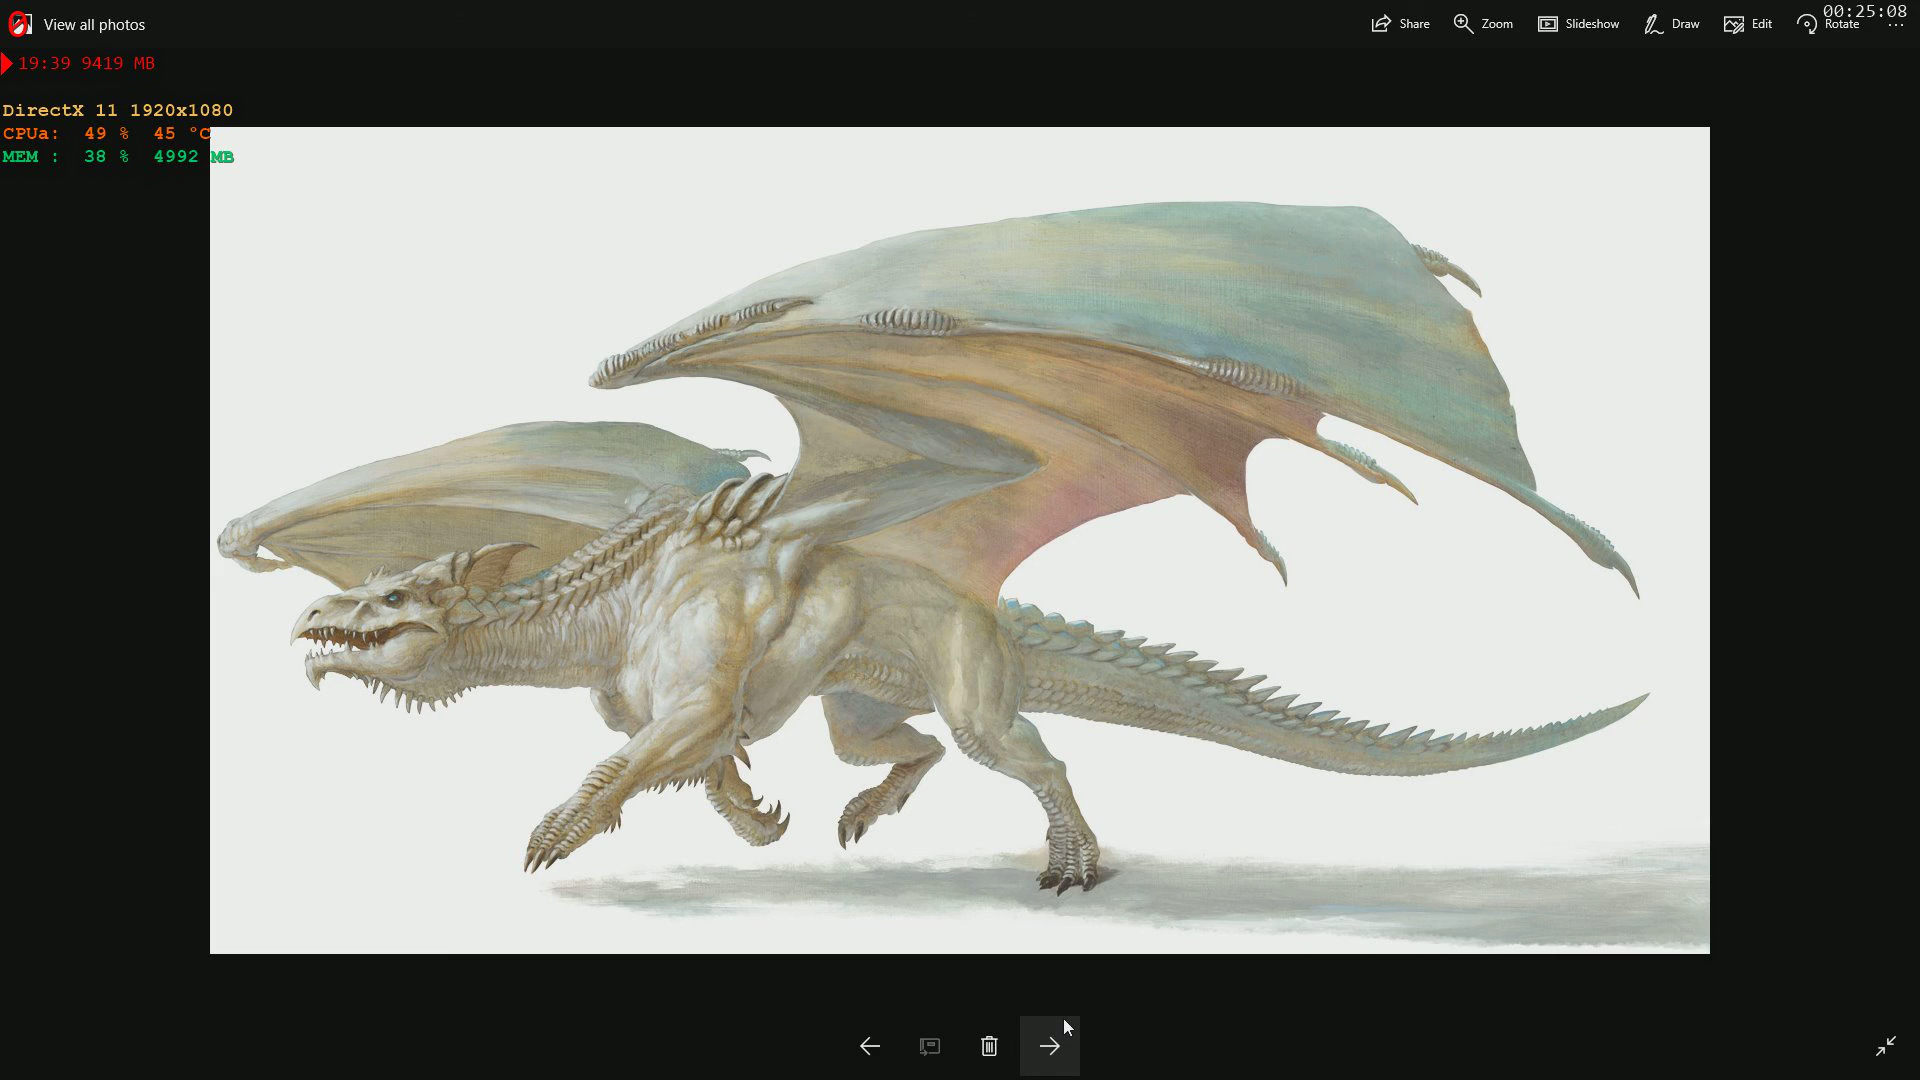 View all photos
Share
Zoom
Slideshow
Draw
Edit
Rotate
00:25:08
19:39 9419 MB
DirectX 11 1920x1080
CPUa: 49 % 45 °C
MEM : 38 % 4992 MB